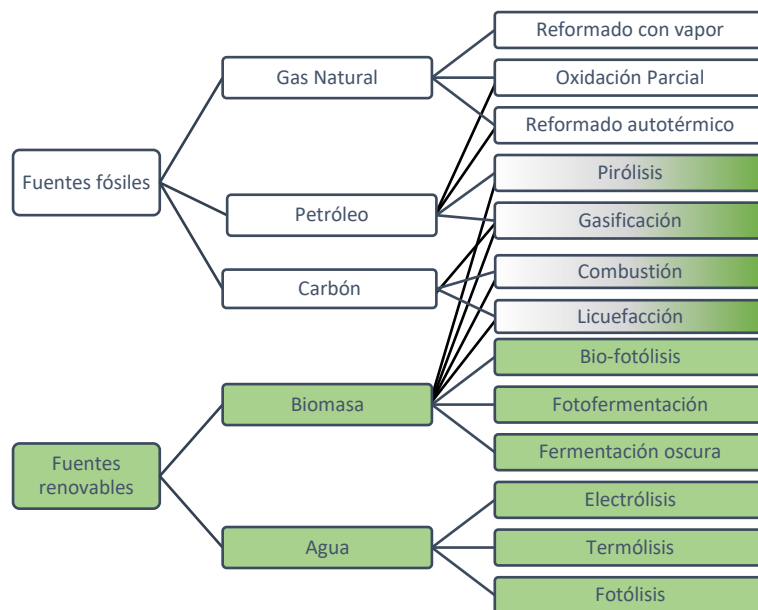 Fuentes fósiles
Gas Natural
Petróleo
Carbón
Reformado con vapor
Oxidación Parcial
Reformado autotérmico
Pirólisis
Gasificación
Combustión
Licuefacción
Fuentes
renovables
Biomasa
Agua
Bio-fotólisis
Fotofermentación
Fermentación oscura
Electrólisis
Termólisis
Fotólisis